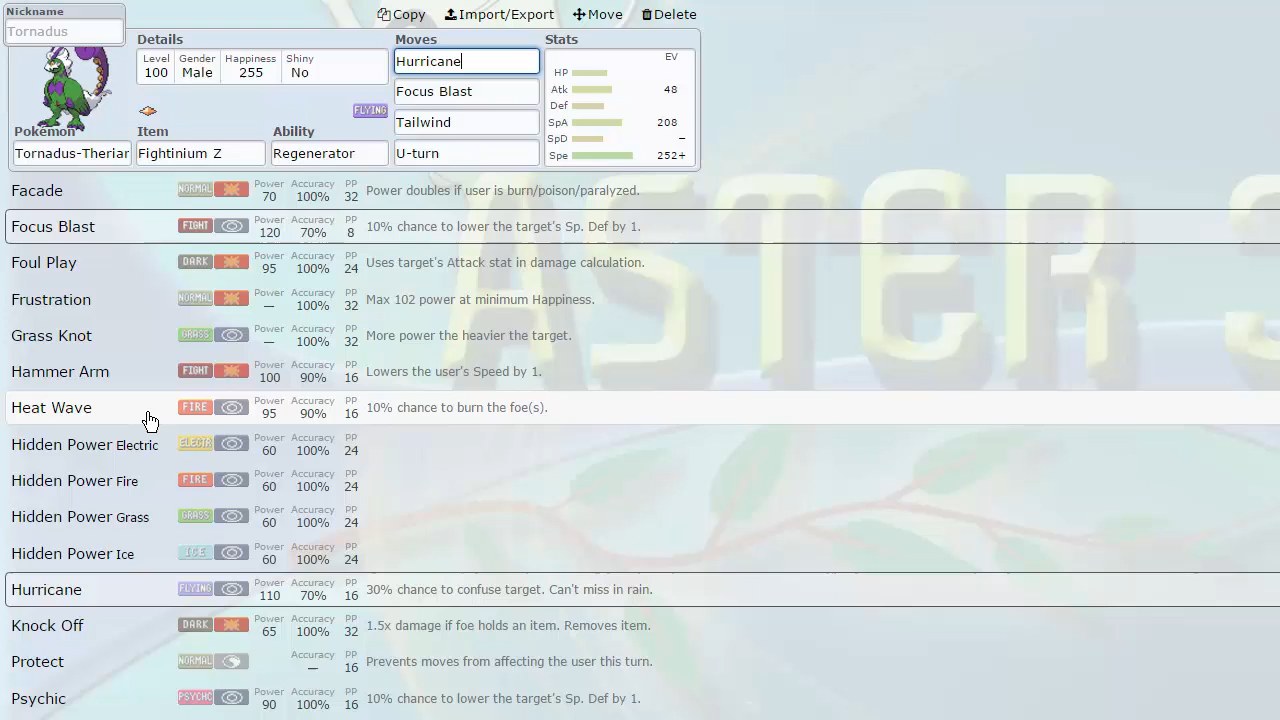 Nickname
Tornadus
Copy Import/Export Move Delete
Details
Level Gender Happiness Shiny
100 Male 255 No
FLYING
Pokémon Item Ability
Tornadus-Therian Fightinium Z Regenerator
Moves
Hurricane
Focus Blast
Tailwind
U-turn
Stats
EV
HP
Atk 48
Def
SpA 208
SpD –
Spe 252+
Facade NORMAL Power 70 Accuracy 100% PP 32 Power doubles if user is burn/poison/paralyzed.
Focus Blast FIGHT Power 120 Accuracy 70% PP 8 10% chance to lower the target's Sp. Def by 1.
Foul Play DARK Power 95 Accuracy 100% PP 24 Uses target's Attack stat in damage calculation.
Frustration NORMAL Power — Accuracy 100% PP 32 Max 102 power at minimum Happiness.
Grass Knot GRASS Power — Accuracy 100% PP 32 More power the heavier the target.
Hammer Arm FIGHT Power 100 Accuracy 90% PP 16 Lowers the user's Speed by 1.
Heat Wave FIRE Power 95 Accuracy 90% PP 16 10% chance to burn the foe(s).
Hidden Power Electric ELECTR Power 60 Accuracy 100% PP 24
Hidden Power Fire FIRE Power 60 Accuracy 100% PP 24
Hidden Power Grass GRASS Power 60 Accuracy 100% PP 24
Hidden Power Ice ICE Power 60 Accuracy 100% PP 24
Hurricane FLYING Power 110 Accuracy 70% PP 16 30% chance to confuse target. Can't miss in rain.
Knock Off DARK Power 65 Accuracy 100% PP 32 1.5x damage if foe holds an item. Removes item.
Protect NORMAL Accuracy — PP 16 Prevents moves from affecting the user this turn.
Psychic PSYCHC Power 90 Accuracy 100% PP 16 10% chance to lower the target's Sp. Def by 1.
ASTER 3